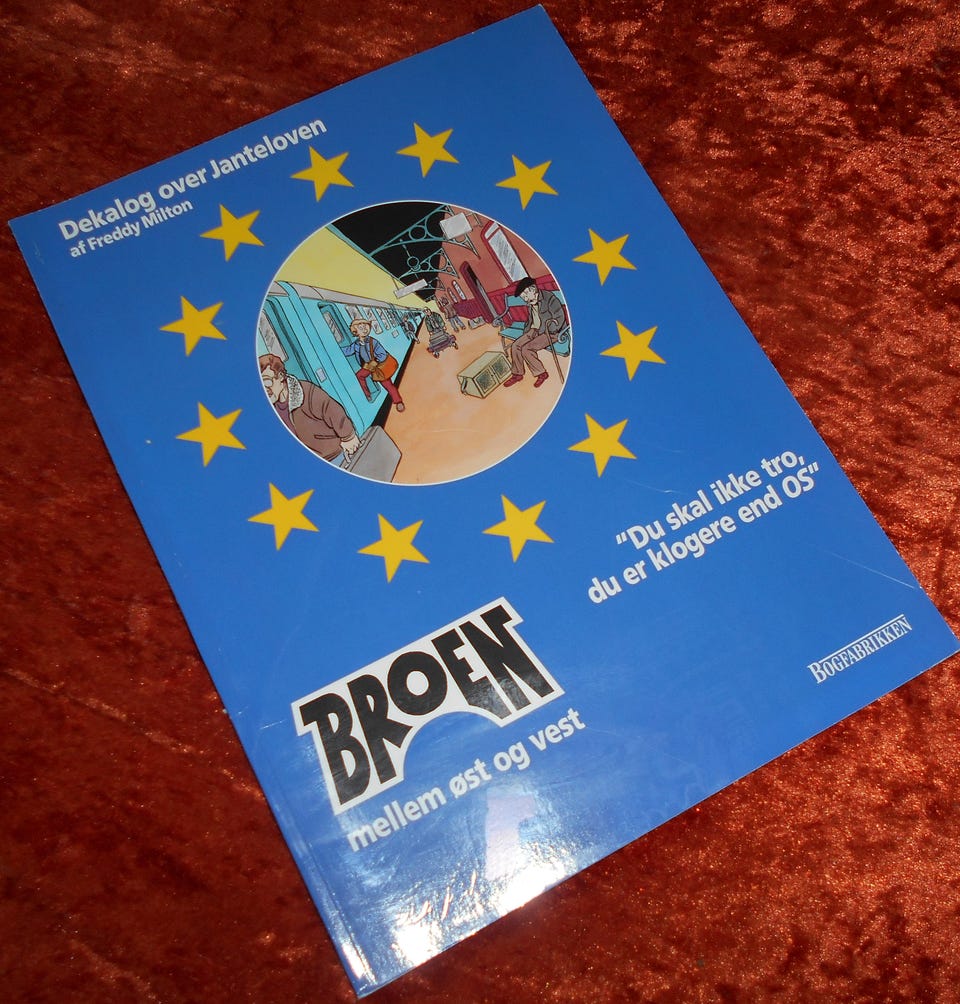 Dekalog over Janteloven
af Freddy Milton
"Du skal ikke tro,
du er klogere end OS"
BROEN
mellem øst og vest
BOGFABRIKKEN